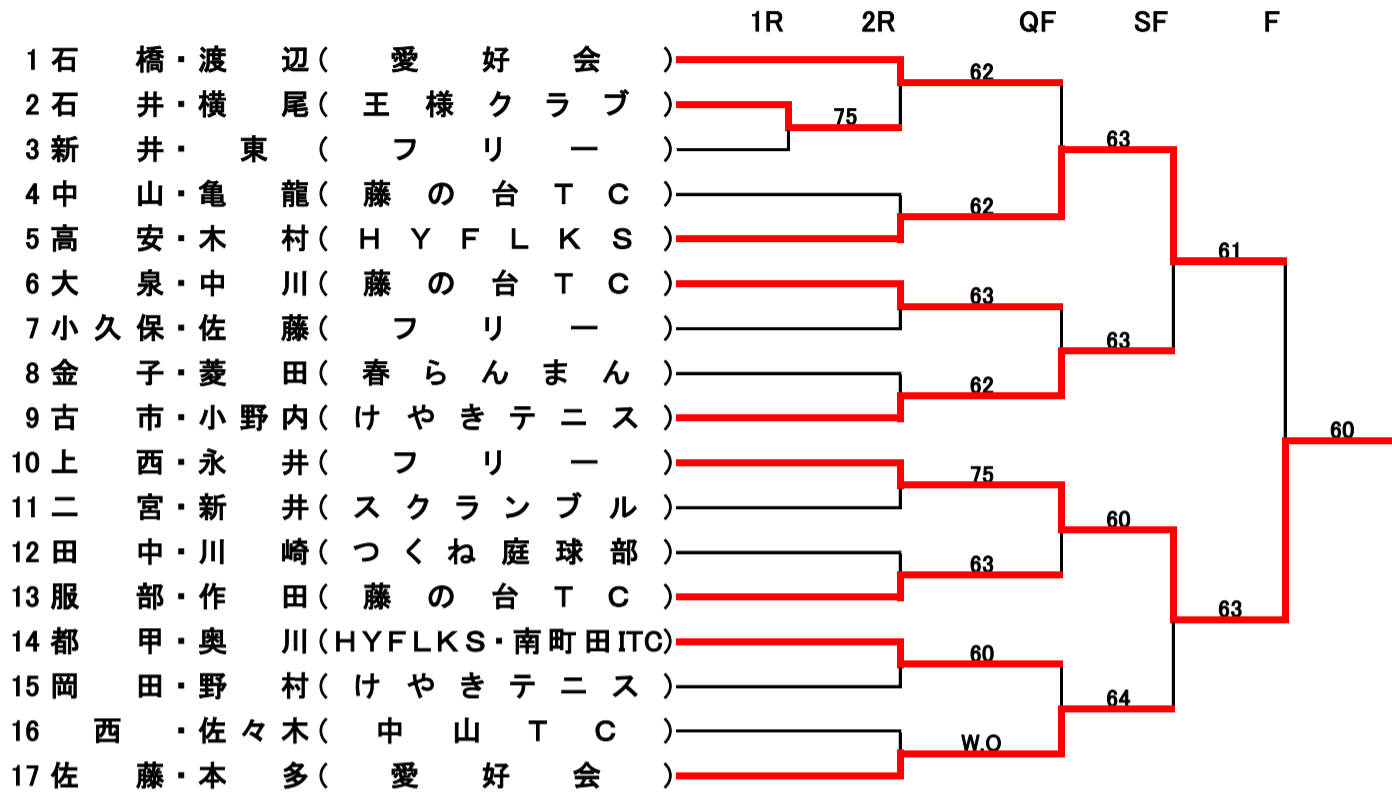 1R 2R QF SF F
1 石橋・渡辺(愛好会)
62
2 石井・横尾(王様クラブ)
75
63
3 新井・東(フリー)
4 中山・亀龍(藤の台TC)
62
5 高安・木村(HYFLKS)
61
6 大泉・中川(藤の台TC)
63
7 小久保・佐藤(フリー)
63
8 金子・菱田(春らんまん)
62
9 古市・小野内(けやきテニス)
60
10 上西・永井(フリー)
75
11 二宮・新井(スクランブル)
60
12 田中・川崎(つくね庭球部)
63
13 服部・作田(藤の台TC)
63
14 都甲・奥川(HYFLKS・南町田ITC)
60
15 岡田・野村(けやきテニス)
64
16 西・佐々木(中山TC)
W.O
17 佐藤・本多(愛好会)